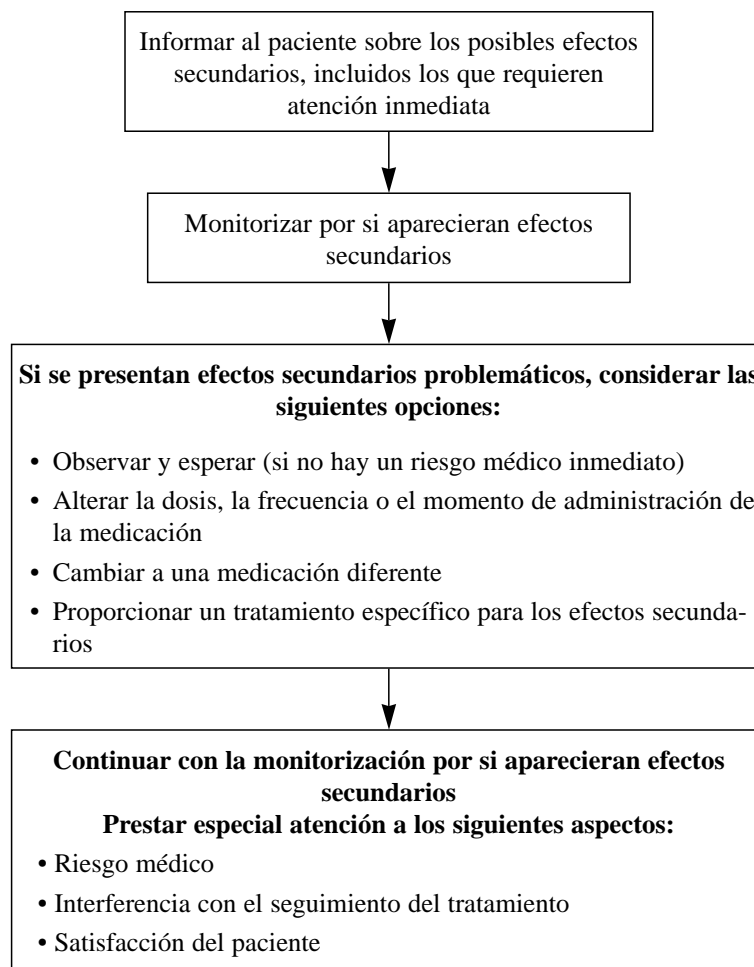 Informar al paciente sobre los posibles efectos
secundarios, incluidos los que requieren
atención inmediata
Monitorizar por si aparecieran efectos
secundarios
Si se presentan efectos secundarios problemáticos, considerar las
siguientes opciones:
• Observar y esperar (si no hay un riesgo médico inmediato)
• Alterar la dosis, la frecuencia o el momento de administración de
la medicación
• Cambiar a una medicación diferente
• Proporcionar un tratamiento específico para los efectos secunda-
rios
Continuar con la monitorización por si aparecieran efectos
secundarios
Prestar especial atención a los siguientes aspectos:
• Riesgo médico
• Interferencia con el seguimiento del tratamiento
• Satisfacción del paciente